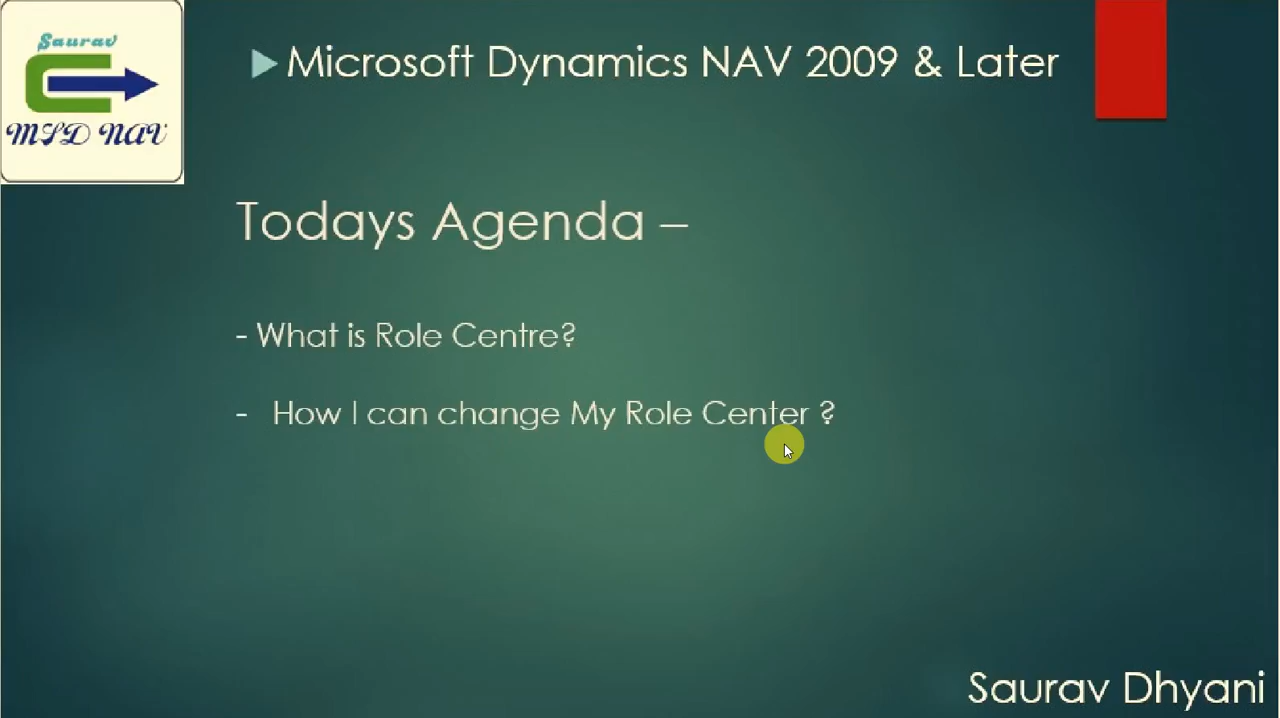 Saurav
MSD NAV
Microsoft Dynamics NAV 2009 & Later
Todays Agenda –
- What is Role Centre?
- How I can change My Role Center ?
Saurav Dhyani